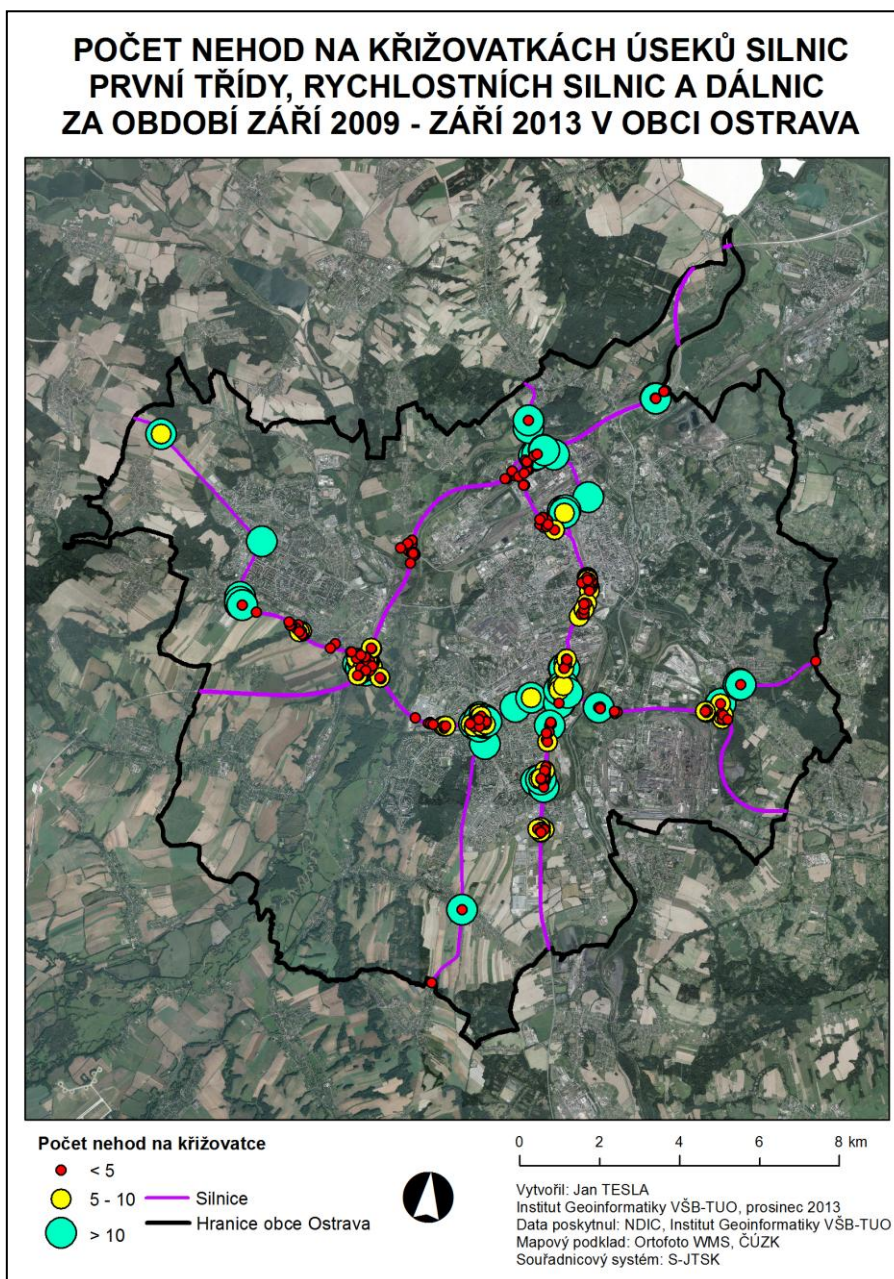 POČET NEHOD NA KŘIŽOVATKÁCH ÚSEKŮ SILNIC
PRVNÍ TŘÍDY, RYCHLOSTNÍCH SILNIC A DÁLNIC
ZA OBDOBÍ ZÁŘÍ 2009 - ZÁŘÍ 2013 V OBCI OSTRAVA
Počet nehod na křižovatce
< 5
5 - 10
> 10
Silnice
Hranice obce Ostrava
0 2 4 6 8 km
Vytvořil: Jan TESLA
Institut Geoinformatiky VŠB-TUO, prosinec 2013
Data poskytnul: NDIC, Institut Geoinformatiky VŠB-TUO
Mapový podklad: Ortofoto WMS, ČÚZK
Souřadnicový systém: S-JTSK